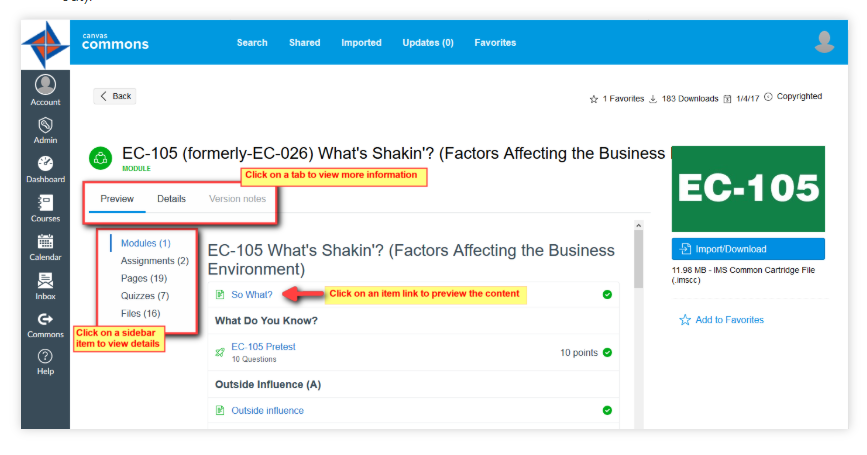 canvas
commons
Search Shared Imported Updates (0) Favorites
Account
Admin
Dashboard
Courses
Calendar
Inbox
Commons
Help
Back
1 Favorites 183 Downloads 1/4/17 Copyrighted
EC-105 (formerly-EC-026) What's Shakin'? (Factors Affecting the Business
MODULE
Click on a tab to view more information
Preview Details Version notes
Modules (1)
Assignments (2)
Pages (19)
Quizzes (7)
Files (16)
Click on a sidebar
item to view details
EC-105 What's Shakin'? (Factors Affecting the Business
Environment)
So What?
Click on an item link to preview the content
What Do You Know?
EC-105 Pretest
10 Questions
10 points
Outside Influence (A)
Outside influence
EC-105
Import/Download
11.98 MB - IMS Common Cartridge File
(.imscc)
Add to Favorites